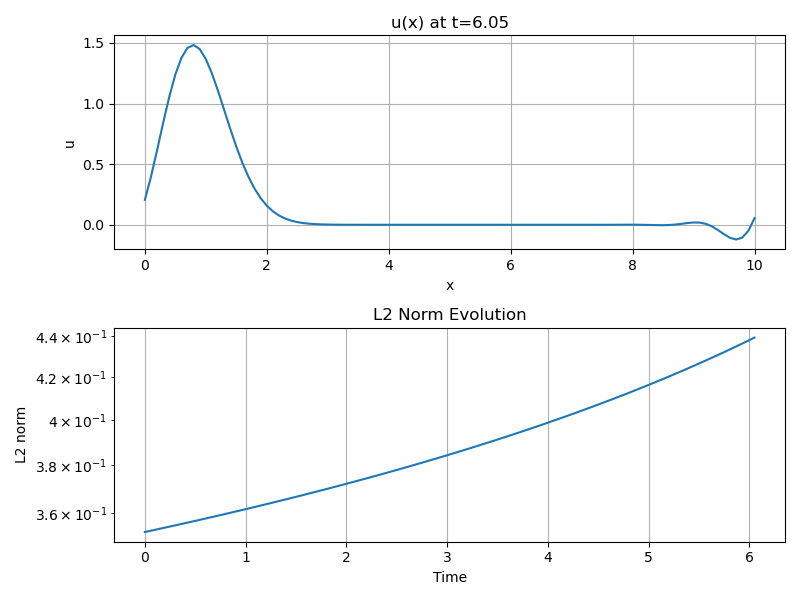 u(x) at t=6.05
u
1.5
1.0
0.5
0.0
0 2 4 6 8 10
x
L2 Norm Evolution
L2 norm
4.4 × 10⁻¹
4.2 × 10⁻¹
4 × 10⁻¹
3.8 × 10⁻¹
3.6 × 10⁻¹
0 1 2 3 4 5 6
Time